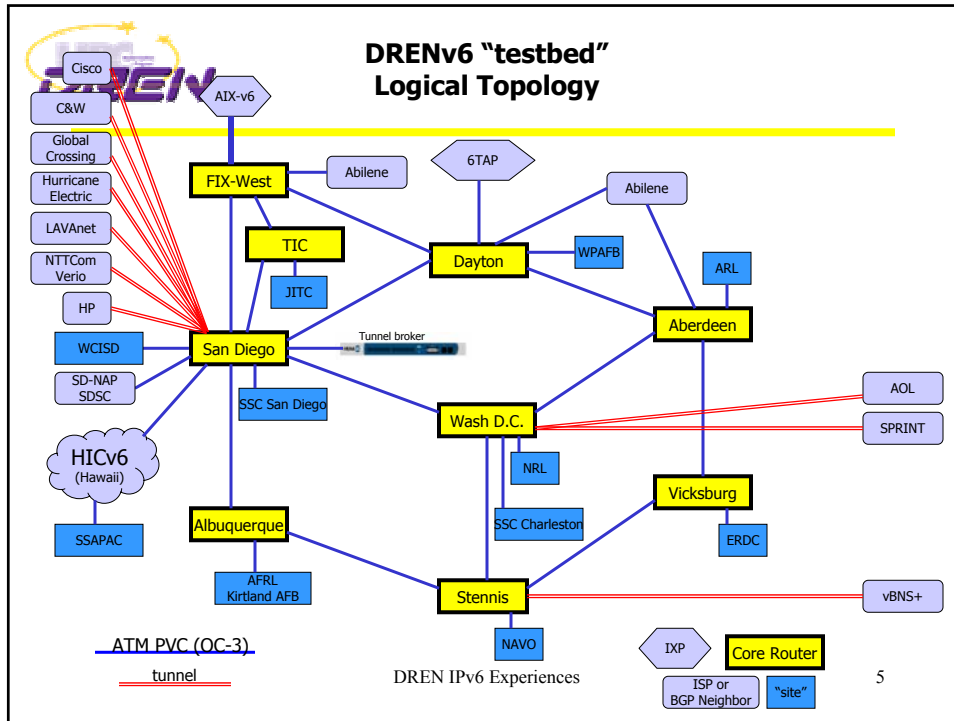 DRENv6 “testbed”
Logical Topology
DREN
Cisco
C&W
Global
Crossing
Hurricane
Electric
LAVAnet
NTTCom
Verio
HP
WCISD
SD-NAP
SDSC
HICv6
(Hawaii)
SSAPAC
AIX-v6
FIX-West
Abilene
TIC
JITC
San Diego
Tunnel broker
SSC San Diego
Albuquerque
AFRL
Kirtland AFB
6TAP
Abilene
Dayton
WPAFB
ARL
Aberdeen
Wash D.C.
NRL
SSC Charleston
AOL
SPRINT
Vicksburg
ERDC
Stennis
NAVO
vBNS+
ATM PVC (OC-3)
tunnel
IXP
Core Router
ISP or
BGP Neighbor
“site”
DREN IPv6 Experiences
5